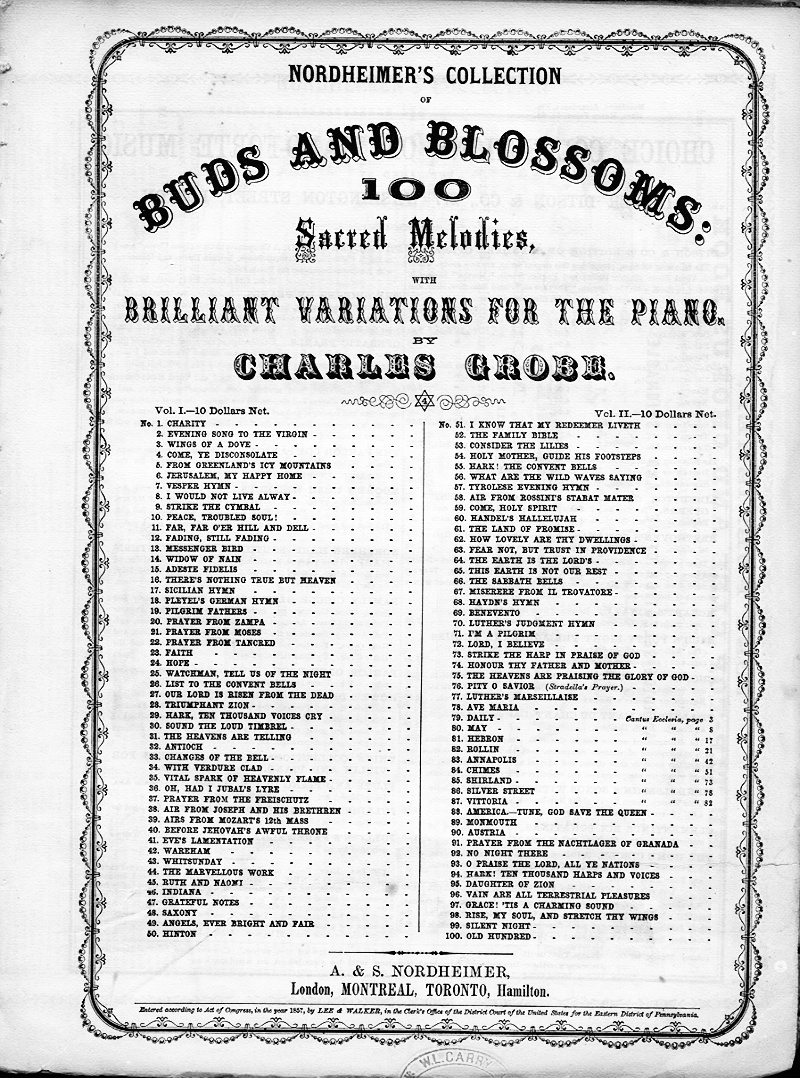 NORDHEIMER'S COLLECTION
OF
BUDS AND BLOSSOMS:
100
Sacred Melodies,
WITH
BRILLIANT VARIATIONS FOR THE PIANO.
BY
CHARLES GROBE.
4
Vol. I.—10 Dollars Net.
No. 1. CHARITY
2. EVENING SONG TO THE VIRGIN
3. WINGS OF A DOVE
4. COME, YE DISCONSOLATE
5. FROM GREENLAND'S ICY MOUNTAINS
6. JERUSALEM, MY HAPPY HOME
7. VESPER HYMN
8. I WOULD NOT LIVE ALWAY
9. STRIKE THE CYMBAL
10. PEACE, TROUBLED SOUL!
11. FAR, FAR O'ER HILL AND DELL
12. FADING, STILL FADING
13. MESSENGER BIRD
14. WIDOW OF NAIN
15. ADESTE FIDELIS
16. THERE'S NOTHING TRUE BUT HEAVEN
17. SICILIAN HYMN
18. PLEYEL'S GERMAN HYMN
19. PILGRIM FATHERS
20. PRAYER FROM ZAMPA
21. PRAYER FROM MOSES
22. PRAYER FROM TANCRED
23. FAITH
24. HOPE
25. WATCHMAN, TELL US OF THE NIGHT
26. LIST TO THE CONVENT BELLS
27. OUR LORD IS RISEN FROM THE DEAD
28. TRIUMPHANT ZION
29. HARK, TEN THOUSAND VOICES CRY
30. SOUND THE LOUD TIMBREL
31. THE HEAVENS ARE TELLING
32. ANTIOCH
33. CHANGES OF THE BELL
34. WITH VERDURE CLAD
35. VITAL SPARK OF HEAVENLY FLAME
36. OH, HAD I JUBAL'S LYRE
37. PRAYER FROM THE FREISCHUTZ
38. AIR FROM JOSEPH AND HIS BRETHREN
39. AIRS FROM MOZART'S 12th MASS
40. BEFORE JEHOVAH'S AWFUL THRONE
41. EVE'S LAMENTATION
42. WAREHAM
43. WHITSUNDAY
44. THE MARVELLOUS WORK
45. RUTH AND NAOMI
46. INDIANA
47. GRATEFUL NOTES
48. SAXONY
49. ANGELS, EVER BRIGHT AND FAIR
50. HINTON
Vol. II.—10 Dollars Net.
No. 51. I KNOW THAT MY REDEEMER LIVETH
52. THE FAMILY BIBLE
53. CONSIDER THE LILIES
54. HOLY MOTHER, GUIDE HIS FOOTSTEPS
55. HARK! THE CONVENT BELLS
56. WHAT ARE THE WILD WAVES SAYING
57. TYROLESE EVENING HYMN
58. AIR FROM ROSSINI'S STABAT MATER
59. COME, HOLY SPIRIT
60. HANDEL'S HALLELUJAH
61. THE LAND OF PROMISE
62. HOW LOVELY ARE THY DWELLINGS
63. FEAR NOT, BUT TRUST IN PROVIDENCE
64. THE EARTH IS THE LORD'S
65. THIS EARTH IS NOT OUR REST
66. THE SABBATH BELLS
67. MISERERE FROM IL TROVATORE
68. HAYDN'S HYMN
69. BENEVENTO
70. LUTHER'S JUDGMENT HYMN
71. I'M A PILGRIM
72. LORD, I BELIEVE
73. STRIKE THE HARP IN PRAISE OF GOD
74. HONOUR THY FATHER AND MOTHER
75. THE HEAVENS ARE PRAISING THE GLORY OF GOD
76. PITY O SAVIOR (Stradella's Prayer.)
77. LUTHER'S MARSEILLAISE
78. AVE MARIA
79. DAILY - Cantus Ecclesia, page 3
80. MAY - " " " 8
81. HEBRON - " " " 17
82. ROLLIN - " " " 21
83. ANNAPOLIS - " " " 42
84. CHIMES - " " " 51
85. SHIRLAND - " " " 73
86. SILVER STREET - " " " 78
87. VITTORIA - " " " 82
88. AMERICA.—TUNE, GOD SAVE THE QUEEN
89. MONMOUTH
90. AUSTRIA
91. PRAYER FROM THE NACHTLAGER OF GRANADA
92. NO NIGHT THERE
93. O PRAISE THE LORD, ALL YE NATIONS
94. HARK! TEN THOUSAND HARPS AND VOICES
95. DAUGHTER OF ZION
96. VAIN ARE ALL TERRESTRIAL PLEASURES
97. GRACE! 'TIS A CHARMING SOUND
98. RISE, MY SOUL, AND STRETCH THY WINGS
99. SILENT NIGHT
100. OLD HUNDRED
A. & S. NORDHEIMER,
London, MONTREAL, TORONTO, Hamilton.
Entered according to Act of Congress, in the year 1857, by LEE & WALKER, in the Clerk's Office of the District Court of the United States for the Eastern District of Pennsylvania.
W.L. CARRY